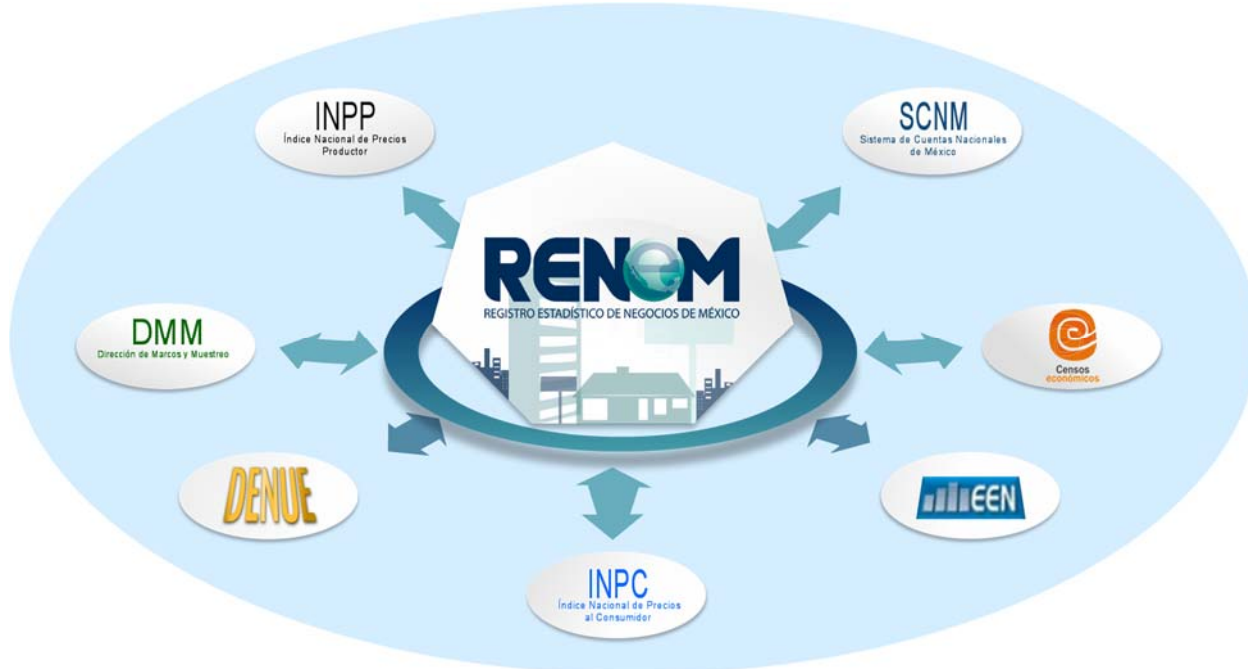 INPP
Índice Nacional de Precios
Productor
SCNM
Sistema de Cuentas Nacionales
de México
RENEM
REGISTRO ESTADÍSTICO DE NEGOCIOS DE MÉXICO
DMM
Dirección de Marcos y Muestreo
Censos
económicos
DENUE
EEN
INPC
Índice Nacional de Precios
al Consumidor